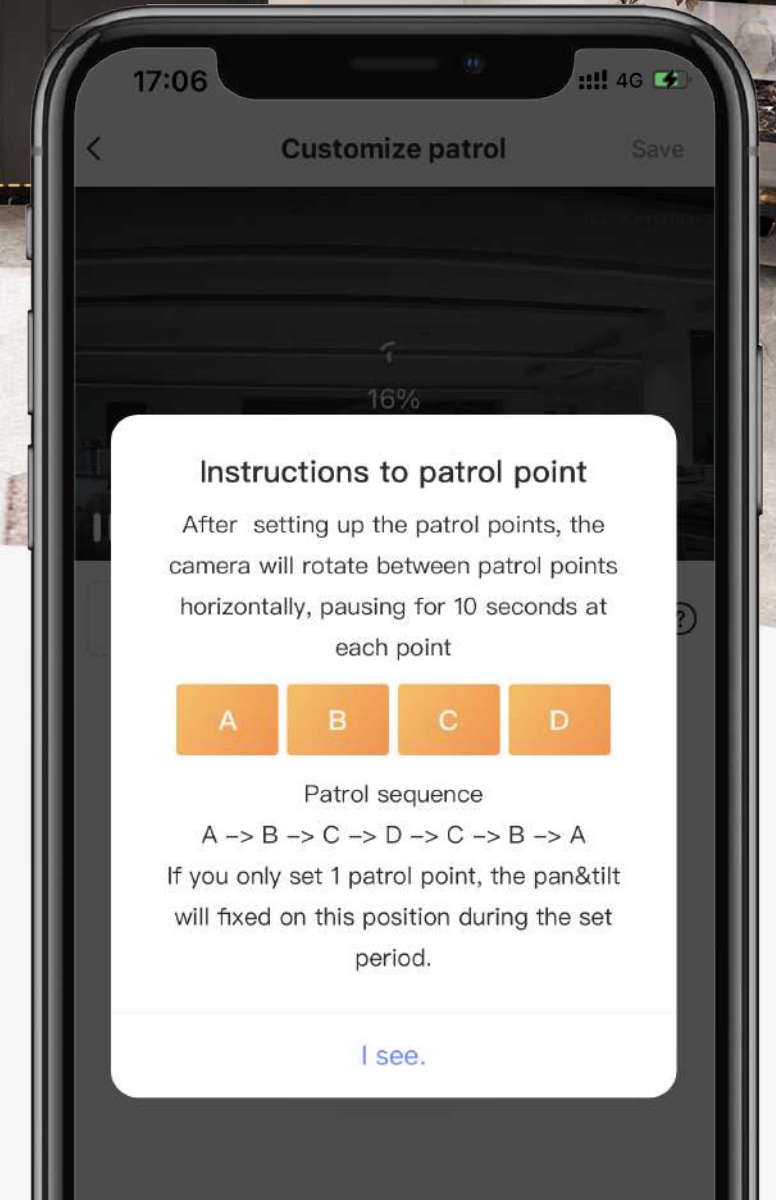 17:06
4G
Customize patrol
Save
16%
Instructions to patrol point
After  setting up the patrol points, the
camera will rotate between patrol points
horizontally, pausing for 10 seconds at
each point
?
A B C D
Patrol sequence
A –> B –> C –> D –> C –> B –> A
If you only set 1 patrol point, the pan&tilt
will fixed on this position during the set
period.
I see.